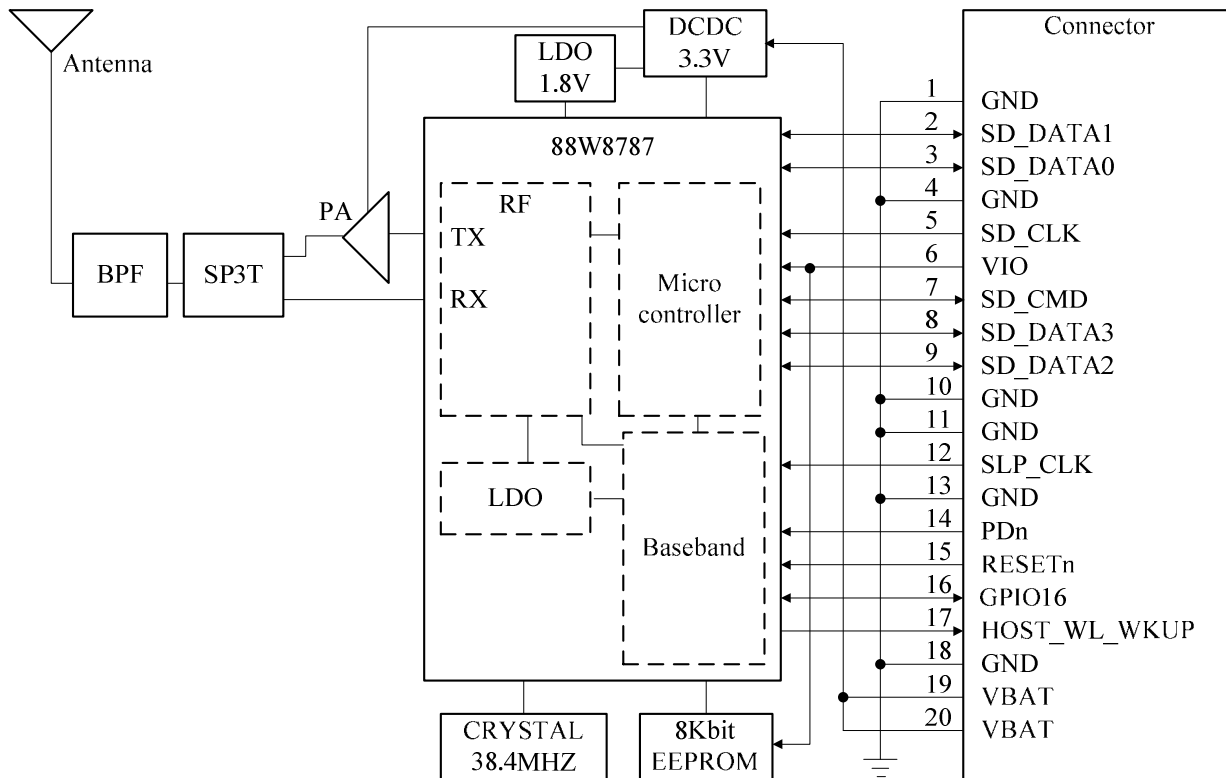 Antenna
LDO
1.8V
DCDC
3.3V
Connector
88W8787
RF
TX
RX
PA
BPF
SP3T
Micro
controller
LDO
Baseband
CRYSTAL
38.4MHZ
8Kbit
EEPROM
1 GND
2 SD_DATA1
3 SD_DATA0
4 GND
5 SD_CLK
6 VIO
7 SD_CMD
8 SD_DATA3
9 SD_DATA2
10 GND
11 GND
12 SLP_CLK
13 GND
14 PDn
15 RESETn
16 GPIO16
17 HOST_WL_WKUP
18 GND
19 VBAT
20 VBAT